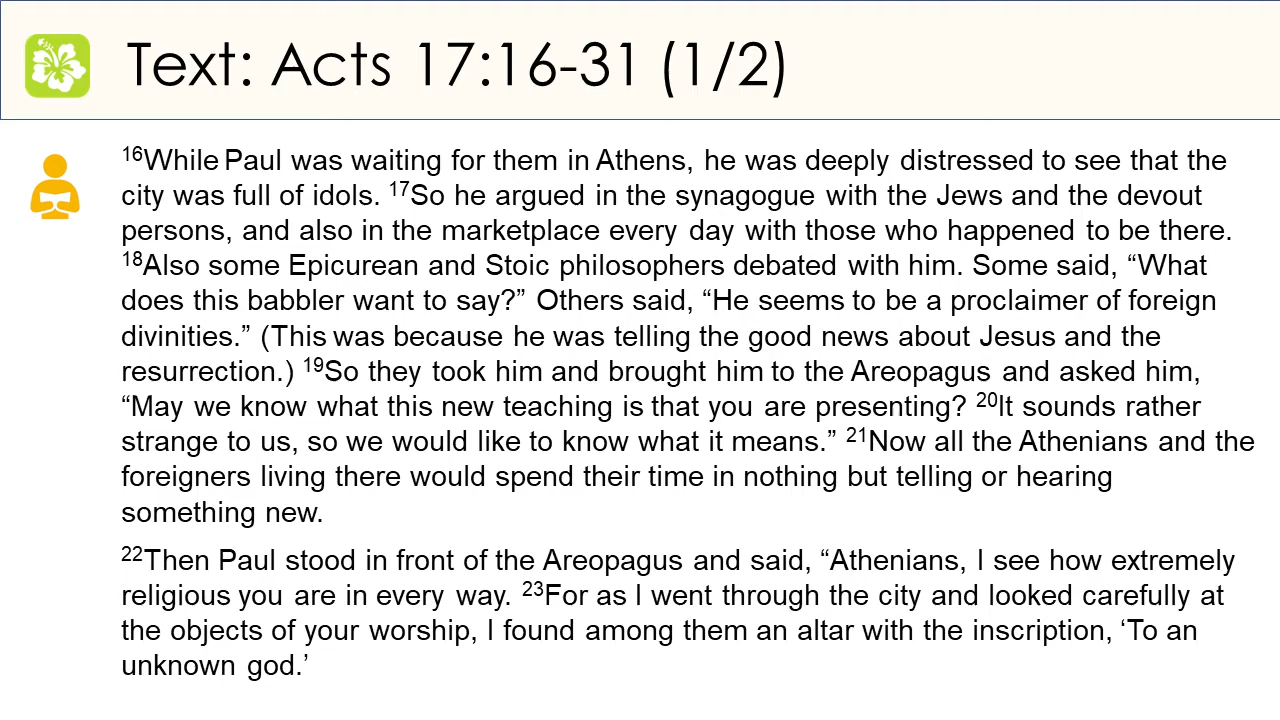 Text: Acts 17:16-31 (1/2)
16While Paul was waiting for them in Athens, he was deeply distressed to see that the
city was full of idols. 17So he argued in the synagogue with the Jews and the devout
persons, and also in the marketplace every day with those who happened to be there.
18Also some Epicurean and Stoic philosophers debated with him. Some said, “What
does this babbler want to say?” Others said, “He seems to be a proclaimer of foreign
divinities.” (This was because he was telling the good news about Jesus and the
resurrection.) 19So they took him and brought him to the Areopagus and asked him,
“May we know what this new teaching is that you are presenting? 20It sounds rather
strange to us, so we would like to know what it means.” 21Now all the Athenians and the
foreigners living there would spend their time in nothing but telling or hearing
something new.
22Then Paul stood in front of the Areopagus and said, “Athenians, I see how extremely
religious you are in every way. 23For as I went through the city and looked carefully at
the objects of your worship, I found among them an altar with the inscription, ‘To an
unknown god.’